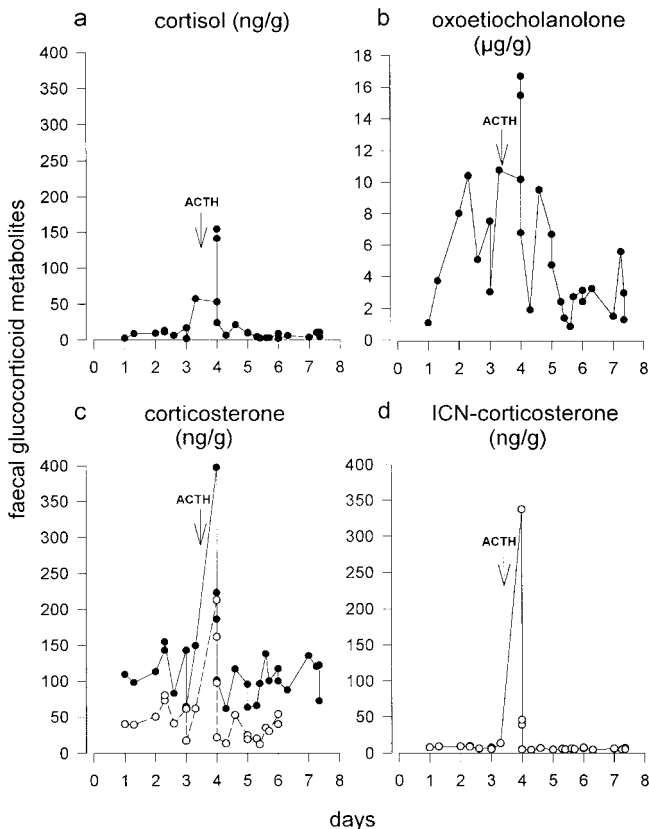 a
cortisol (ng/g)
400
350
300
250
200
150
100
50
0
ACTH
0 1 2 3 4 5 6 7 8
b
oxoetiocholanolone
(µg/g)
18
16
14
12
10
8
6
4
2
0
ACTH
0 1 2 3 4 5 6 7 8
faecal glucocorticoid metabolites
c
corticosterone
(ng/g)
400
350
300
250
200
150
100
50
0
ACTH
0 1 2 3 4 5 6 7 8
d
ICN-corticosterone
(ng/g)
400
350
300
250
200
150
100
50
0
ACTH
0 1 2 3 4 5 6 7 8
days